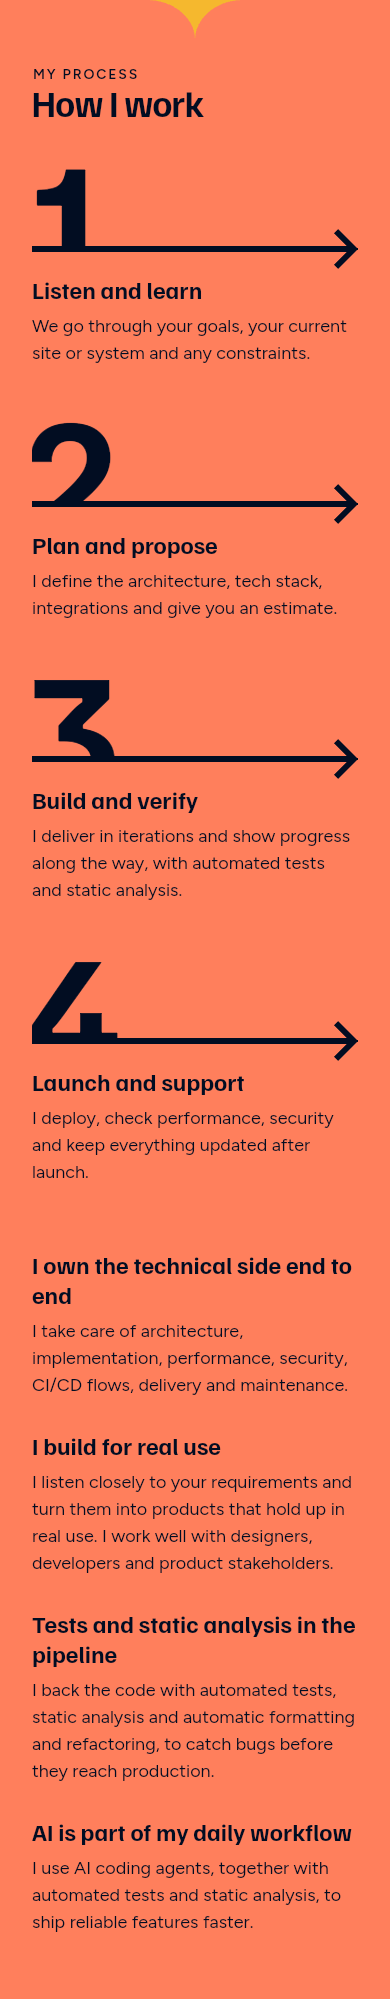 MY PROCESS
How I work
1
Listen and learn
We go through your goals, your current
site or system and any constraints.
2
Plan and propose
I define the architecture, tech stack,
integrations and give you an estimate.
3
Build and verify
I deliver in iterations and show progress
along the way, with automated tests
and static analysis.
4
Launch and support
I deploy, check performance, security
and keep everything updated after
launch.
I own the technical side end to
end
I take care of architecture,
implementation, performance, security,
CI/CD flows, delivery and maintenance.
I build for real use
I listen closely to your requirements and
turn them into products that hold up in
real use. I work well with designers,
developers and product stakeholders.
Tests and static analysis in the
pipeline
I back the code with automated tests,
static analysis and automatic formatting
and refactoring, to catch bugs before
they reach production.
AI is part of my daily workflow
I use AI coding agents, together with
automated tests and static analysis, to
ship reliable features faster.